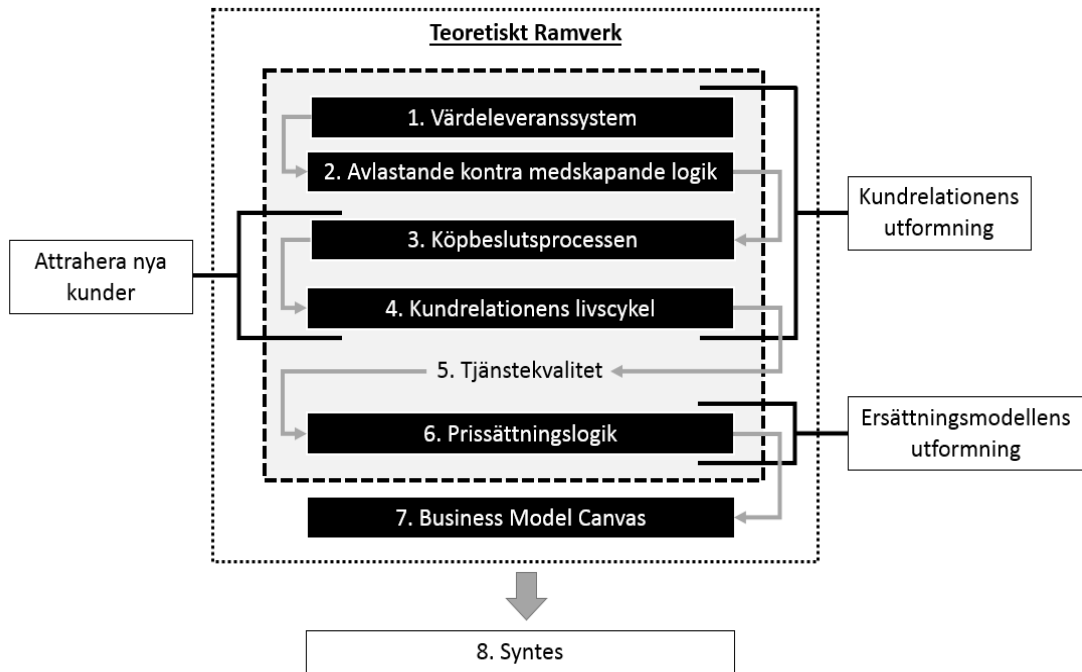 Teoretiskt Ramverk
1. Värdeleveranssystem
2. Avlastande kontra medskapande logik
3. Köpbeslutsprocessen
4. Kundrelationens livscykel
5. Tjänstekvalitet
6. Prissättningslogik
7. Business Model Canvas
8. Syntes
Attrahera nya
kunder
Kundrelationens
utformning
Ersättningsmodellens
utformning